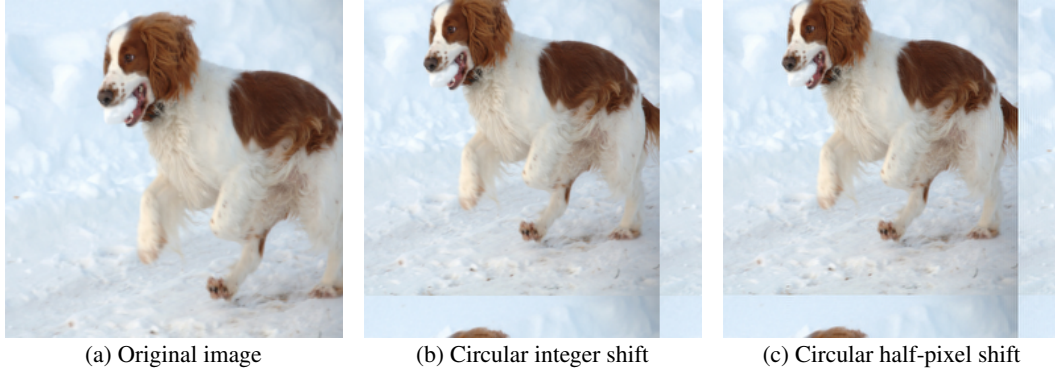 (a) Original image
(b) Circular integer shift
(c) Circular half-pixel shift